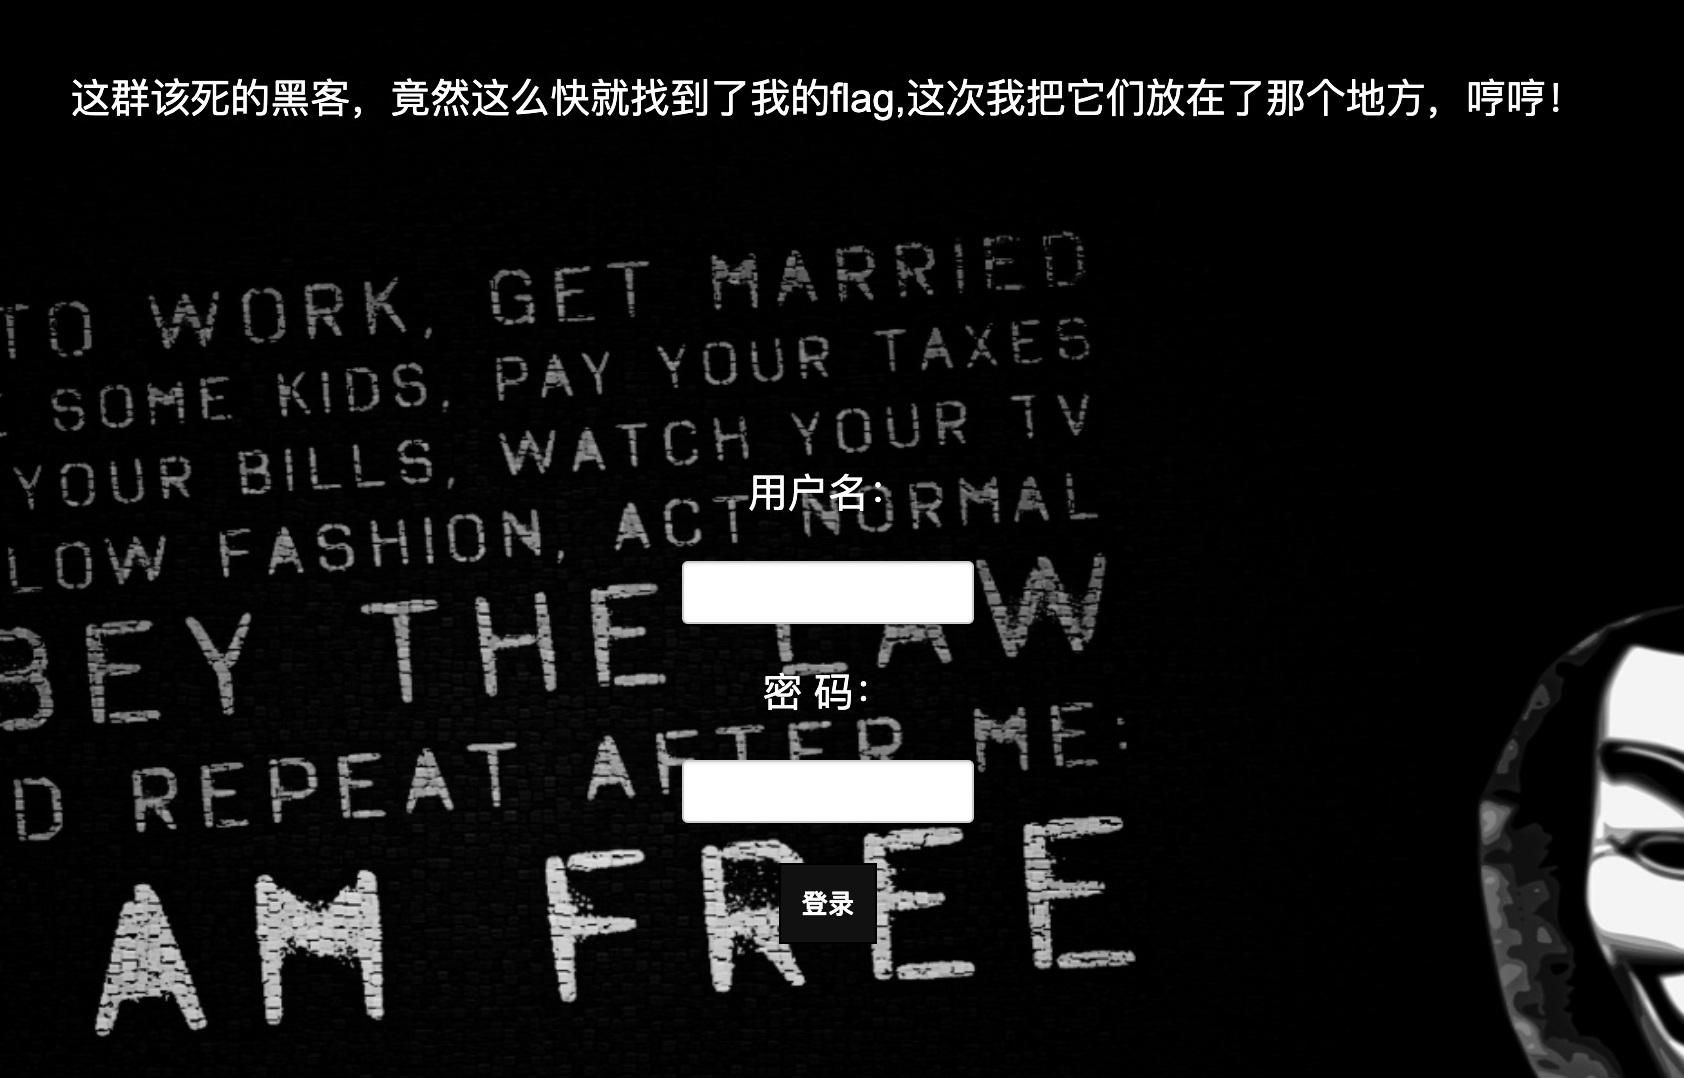 这群该死的黑客，竟然这么快就找到了我的flag,这次我把它们放在了那个地方，哼哼！
TO WORK, GET MARRIED
SOME KIDS, PAY YOUR TAXES
YOUR BILLS, WATCH YOUR TV
LOW FASHION, ACT NORMAL
用户名：
BEY THE LAW
密 码：
D REPEAT AFTER ME:
AM FREE
登录